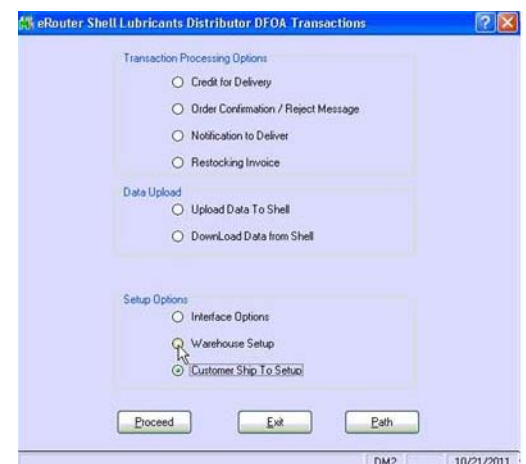 eRouter Shell Lubricants Distributor DFOA Transactions
Transaction Processing Options
Credit for Delivery
Order Confirmation / Reject Message
Notification to Deliver
Restocking Invoice
Data Upload
Upload Data To Shell
DownLoad Data from Shell
Setup Options
Interface Options
Warehouse Setup
Customer Ship To Setup
Proceed Exit Path
DM2 10/21/2011